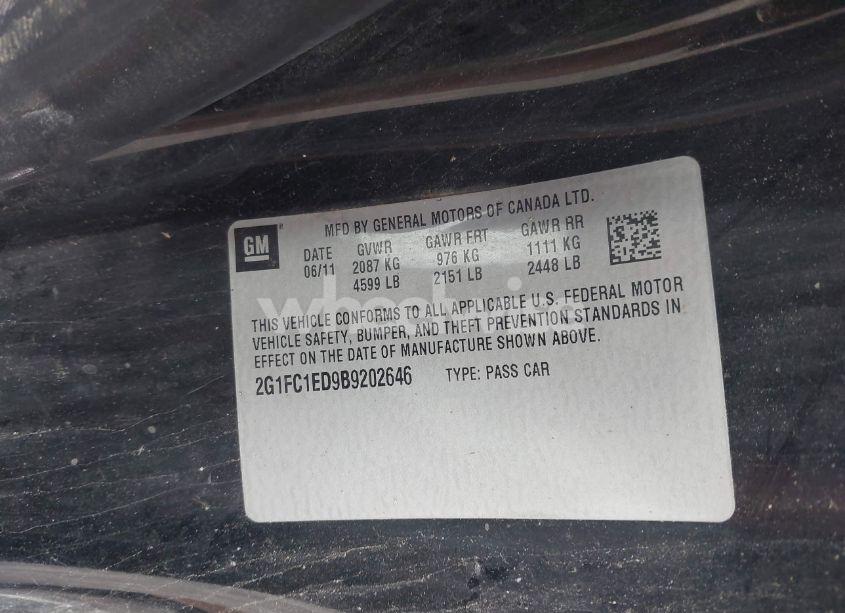 GM
MFD BY GENERAL MOTORS OF CANADA LTD.
DATE GVWR GAWR FRT GAWR RR
06/11 2087 KG 976 KG 1111 KG
4599 LB 2151 LB 2448 LB
THIS VEHICLE CONFORMS TO ALL APPLICABLE U.S. FEDERAL MOTOR
VEHICLE SAFETY, BUMPER, AND THEFT PREVENTION STANDARDS IN
EFFECT ON THE DATE OF MANUFACTURE SHOWN ABOVE.
2G1FC1ED9B9202646 TYPE: PASS CAR